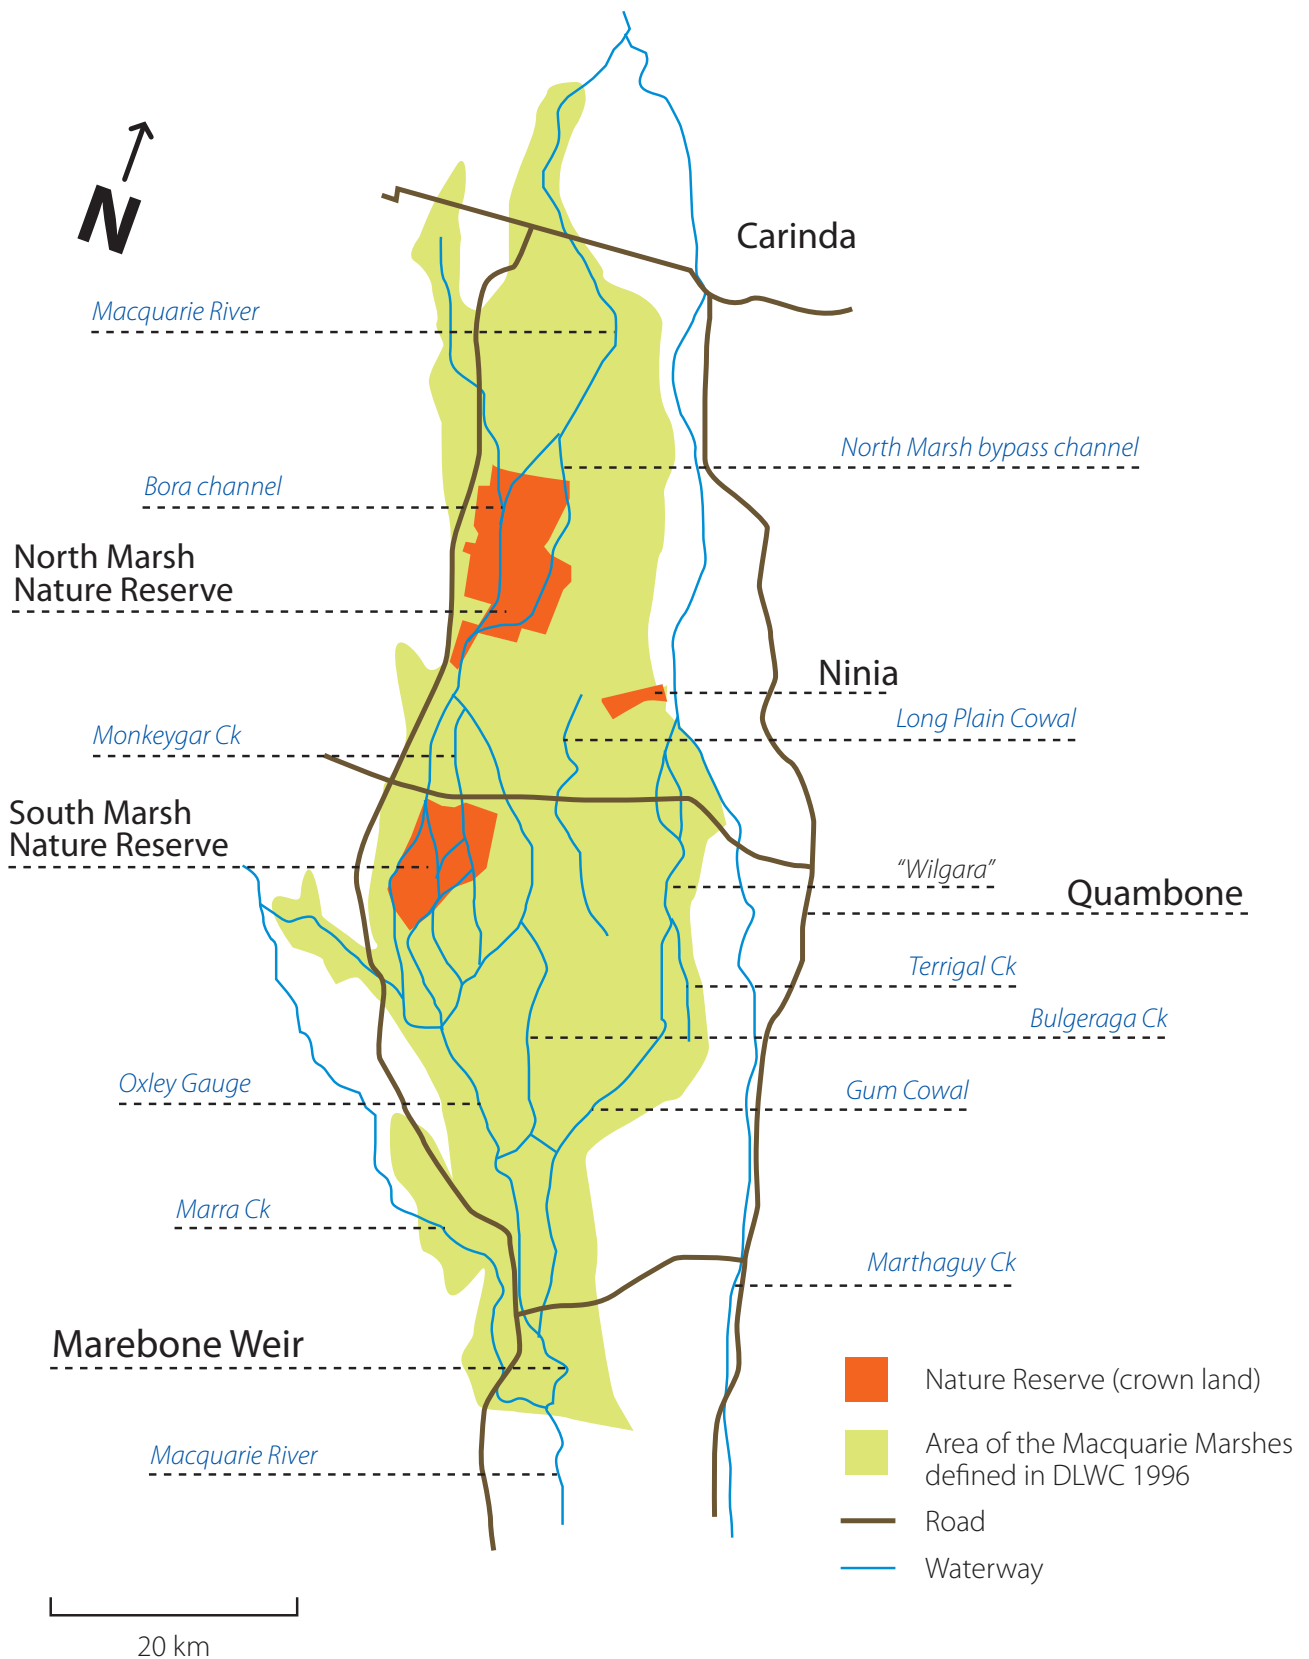 N
Carinda
Macquarie River
North Marsh bypass channel
Bora channel
North Marsh
Nature Reserve
Ninia
Long Plain Cowal
Monkeygar Ck
South Marsh
Nature Reserve
“Wilgara”
Quambone
Terrigal Ck
Bulgeraga Ck
Oxley Gauge
Gum Cowal
Marra Ck
Marthaguy Ck
Marebone Weir
Macquarie River
Nature Reserve (crown land)
Area of the Macquarie Marshes
defined in DLWC 1996
Road
Waterway
20 km